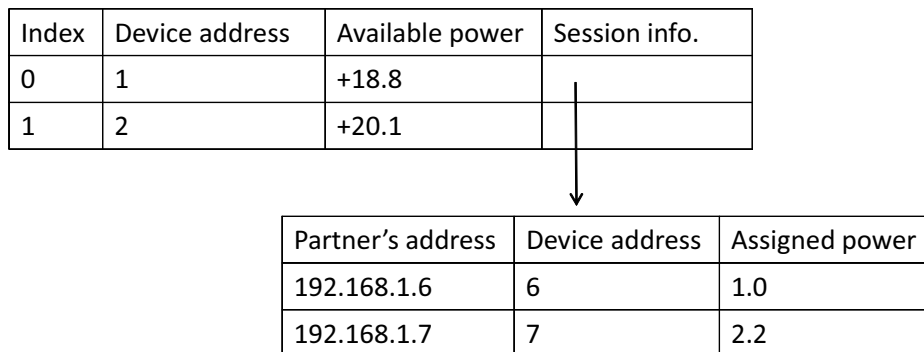 Index Device address Available power Session info.
0 1 +18.8
1 2 +20.1
Partner’s address Device address Assigned power
192.168.1.6 6 1.0
192.168.1.7 7 2.2